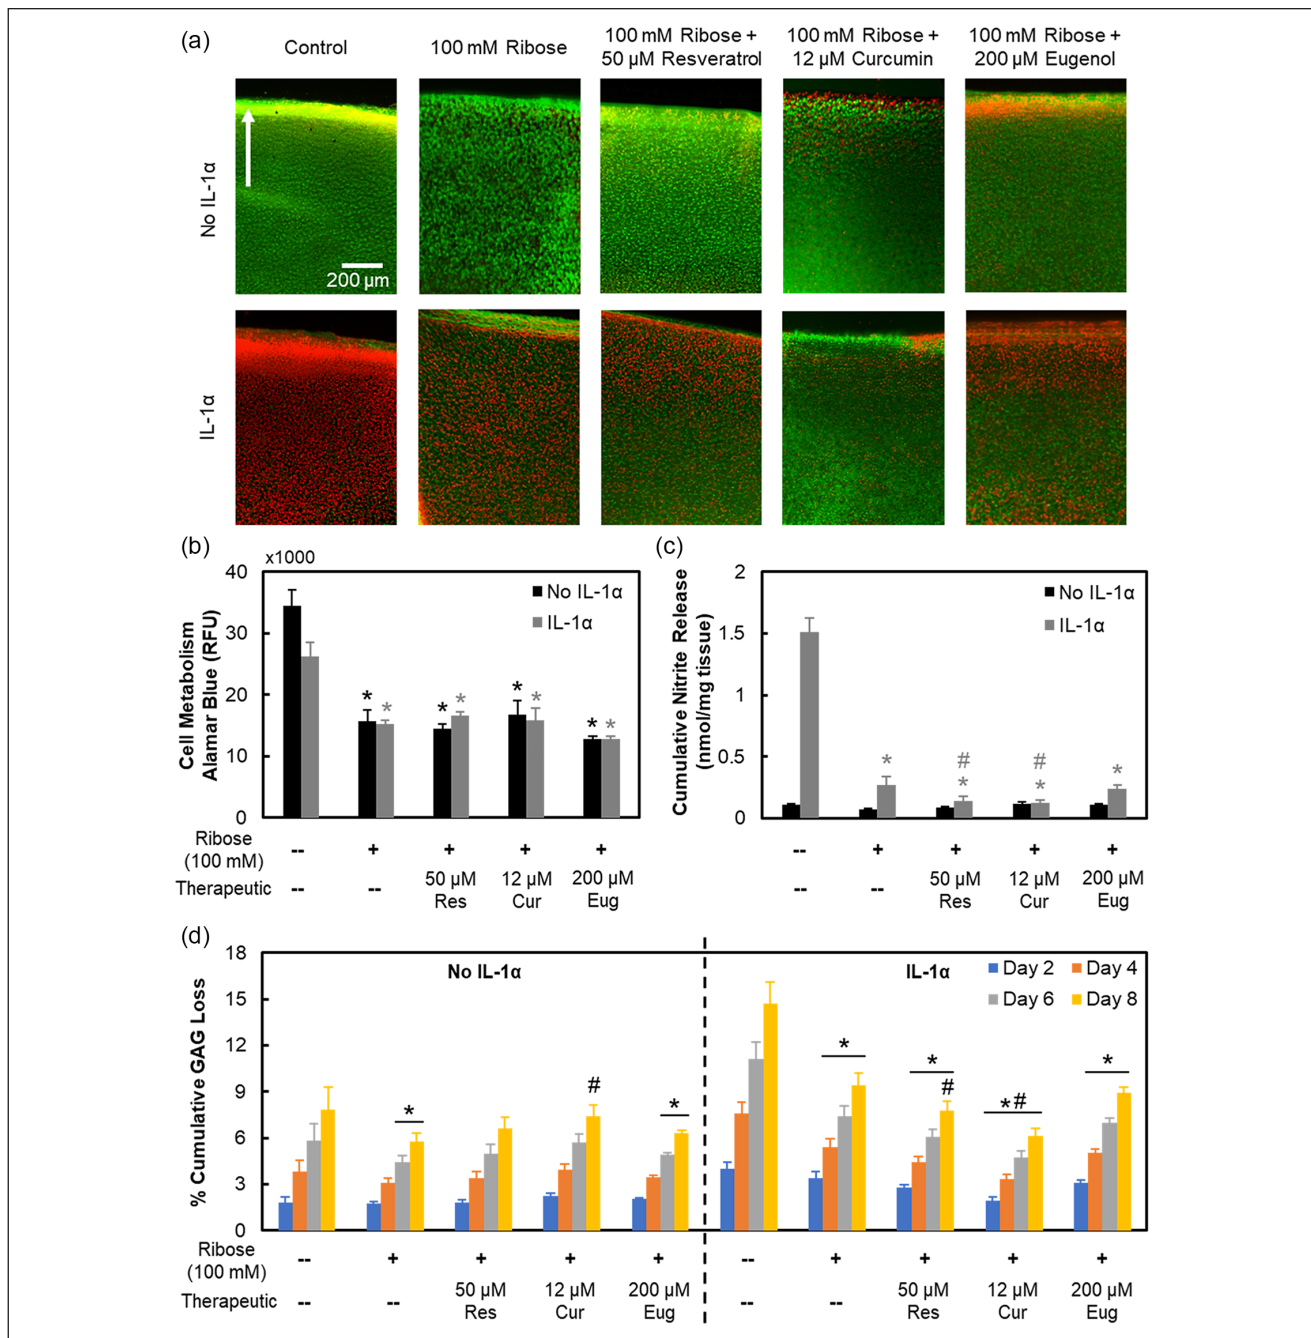 (a)
Control
100 mM Ribose
100 mM Ribose +
50 µM Resveratrol
100 mM Ribose +
12 µM Curcumin
100 mM Ribose +
200 µM Eugenol
No IL-1α
200 µm
IL-1α
(b)
x1000
40
30
20
10
0
Cell Metabolism
Alamar Blue (RFU)
No IL-1α
IL-1α
* * * * * * * *
Ribose
(100 mM)
-- + + + +
Therapeutic
-- -- 50 µM
Res
12 µM
Cur
200 µM
Eug
(c)
2
1.5
1
0.5
0
Cumulative Nitrite Release
(nmol/mg tissue)
No IL-1α
IL-1α
# #
* * * *
-- + + + +
-- -- 50 µM
Res
12 µM
Cur
200 µM
Eug
(d)
18
15
12
9
6
3
0
% Cumulative GAG Loss
No IL-1α
IL-1α
Day 2
Day 4
Day 6
Day 8
* # *
* * # *# *
Ribose
(100 mM)
-- + + + + -- + + + +
Therapeutic
-- -- 50 µM
Res
12 µM
Cur
200 µM
Eug
-- -- 50 µM
Res
12 µM
Cur
200 µM
Eug